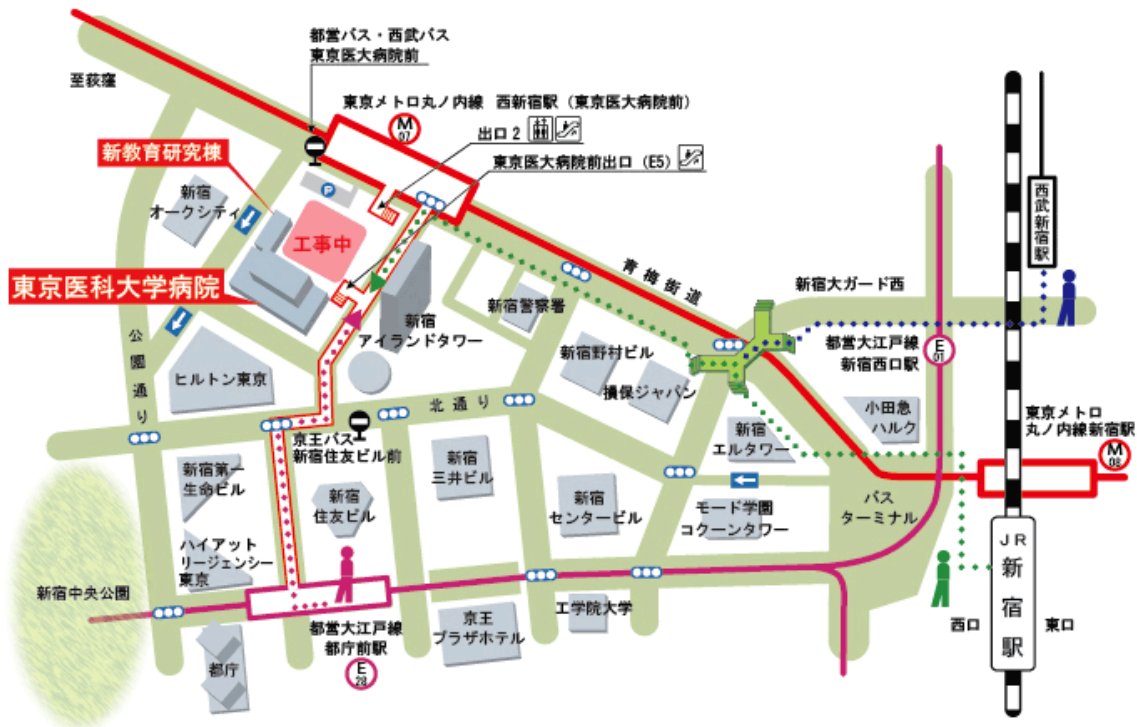 都営バス・西武バス
東京医大病院前
至荻窪
東京メトロ丸ノ内線 西新宿駅（東京医大病院前）
M
07
出口2
東京医大病院前出口（E5）
新教育研究棟
P
新宿
オークシティ
工事中
東京医科大学病院
青梅街道
西武新宿駅
新宿大ガード西
新宿警察署
新宿
アイランドタワー
公園通り
新宿野村ビル
都営大江戸線
新宿西口駅
E
01
ヒルトン東京
損保ジャパン
北通り
小田急
ハルク
東京メトロ
丸ノ内線新宿駅
M
08
京王バス
新宿住友ビル前
新宿
エルタワー
新宿第一
生命ビル
新宿
三井ビル
新宿
住友ビル
新宿
センタービル
モード学園
コクーンタワー
バス
ターミナル
ハイアット
リージェンシー
東京
JR
新宿駅
新宿中央公園
工学院大学
京王
プラザホテル
西口
東口
都営大江戸線
都庁前駅
E
28
都庁